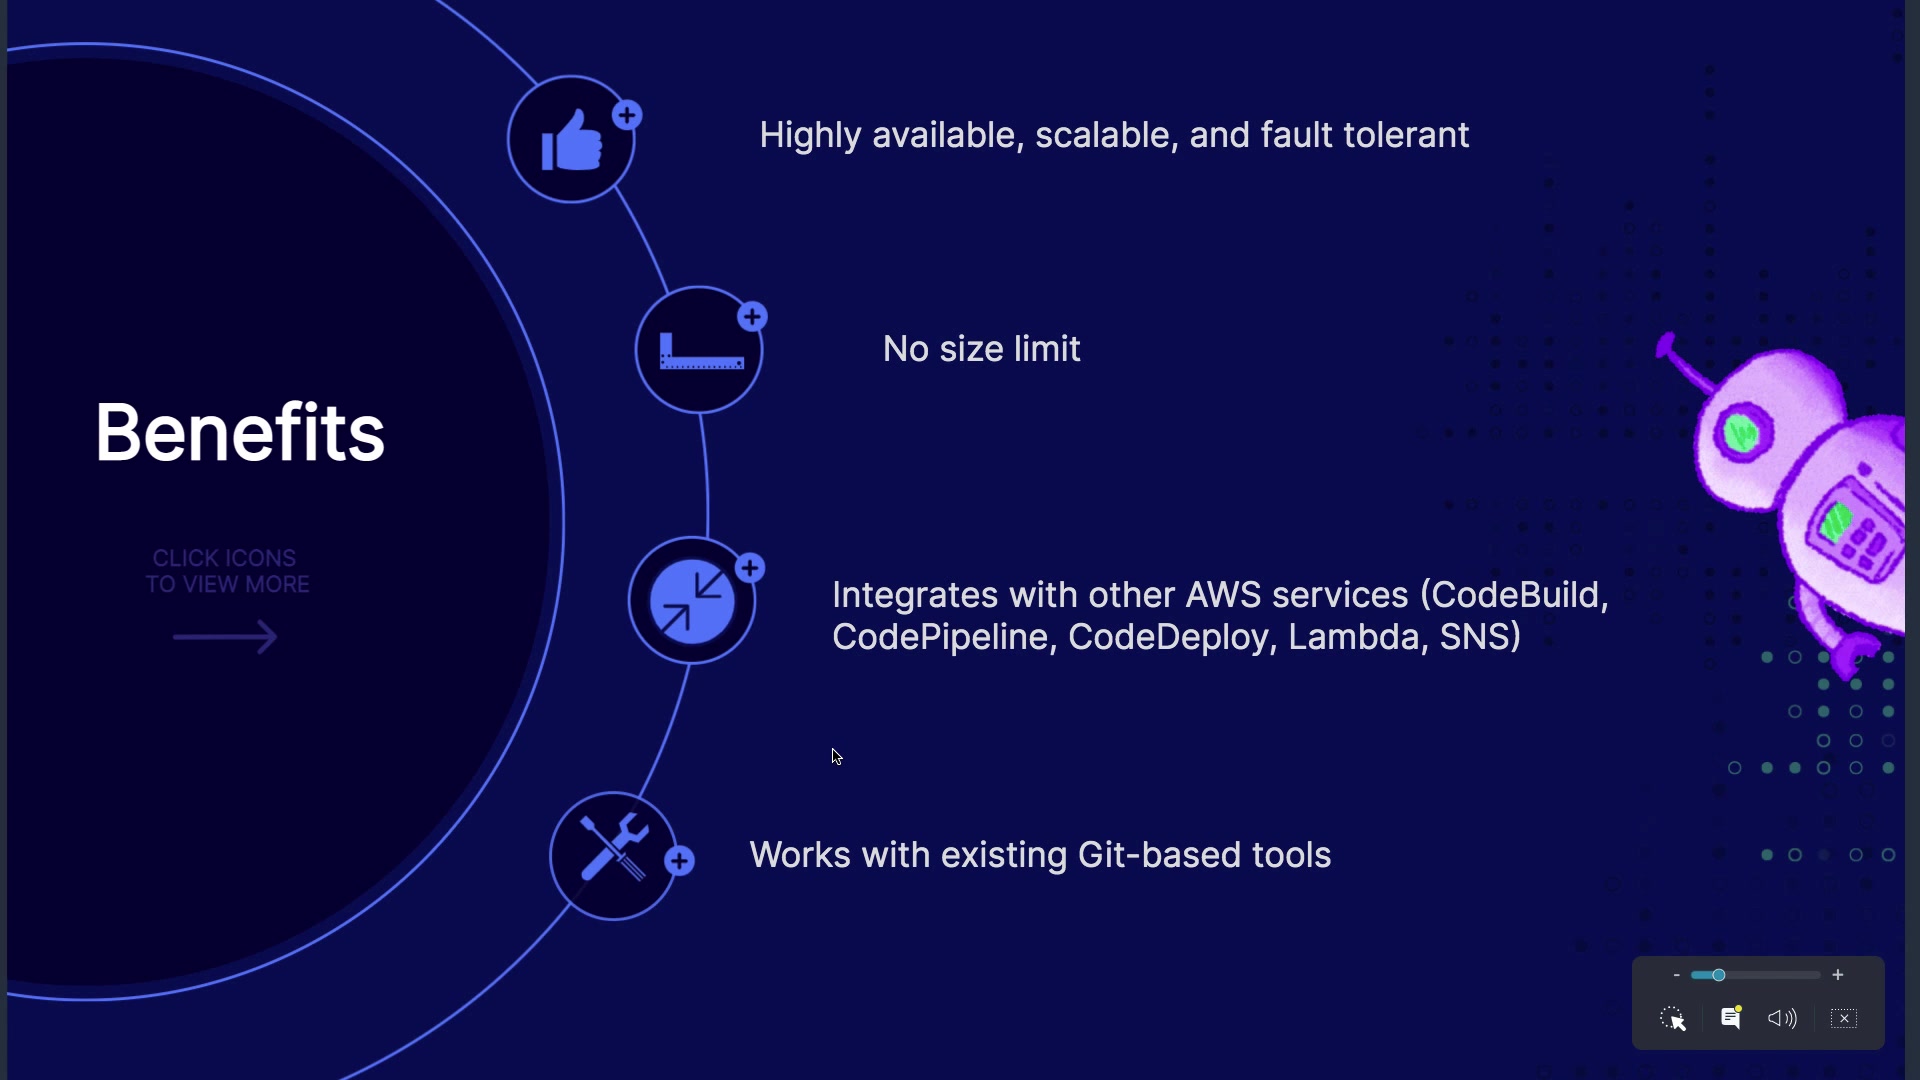 Benefits
CLICK ICONS
TO VIEW MORE
Highly available, scalable, and fault tolerant
No size limit
Integrates with other AWS services (CodeBuild,
CodePipeline, CodeDeploy, Lambda, SNS)
Works with existing Git-based tools